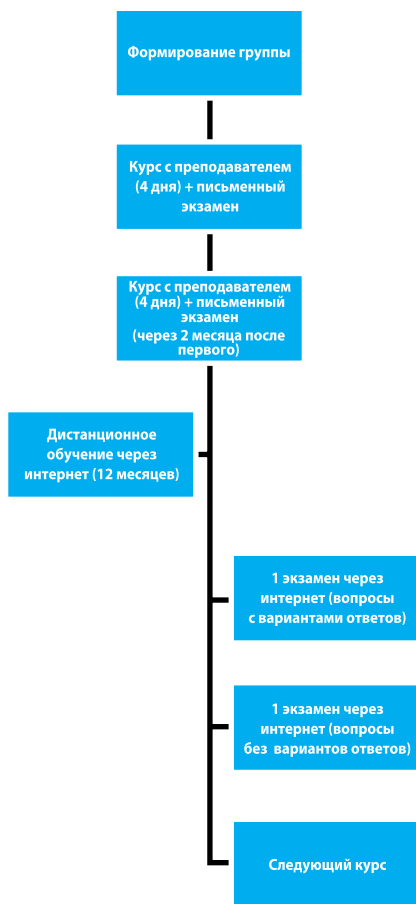 Формирование группы
Курс с преподавателем
(4 дня) + письменный
экзамен
Курс с преподавателем
(4 дня) + письменный
экзамен
(через 2 месяца после
первого)
Дистанционное
обучение через
интернет (12 месяцев)
1 экзамен через
интернет (вопросы
с вариантами ответов)
1 экзамен через
интернет (вопросы
без вариантов ответов)
Следующий курс